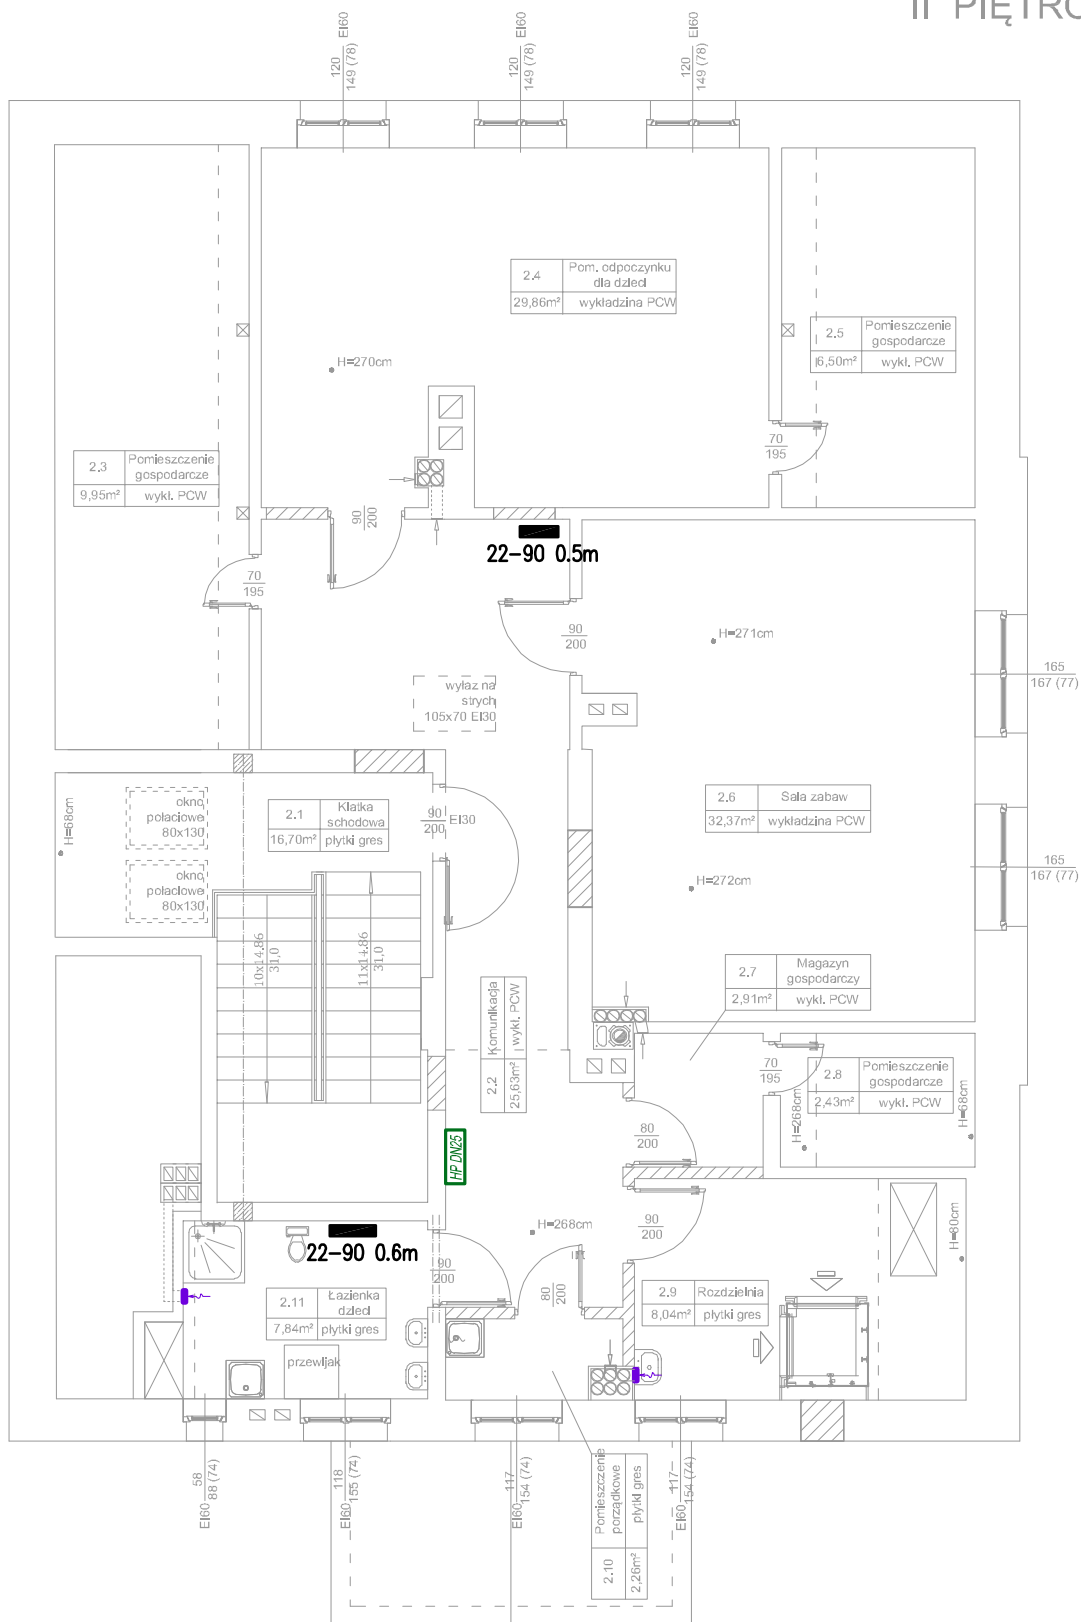 II PIĘTRO
120
149 (78)
EI60
120
149 (78)
EI60
120
149 (78)
EI60
2.4
Pom. odpoczynku
dla dzieci
29,86m²
wykładzina PCW
2.5
Pomieszczenie
gospodarcze
6,50m²
wykł. PCW
H=270cm
70
195
2.3
Pomieszczenie
gospodarcze
9,95m²
wykł. PCW
90
200
22-90 0.5m
70
195
90
200
H=271cm
165
167 (77)
wyłaz na
strych
105x70 EI30
H=68cm
okno
połaciowe
80x130
2.1
Klatka
schodowa
16,70m²
płytki gres
90
200
EI30
2.6
Sala zabaw
32,37m²
wykładzina PCW
165
167 (77)
okno
połaciowe
80x130
H=272cm
10x14.86
31,0
11x14.86
31,0
2.7
Magazyn
gospodarczy
2,91m²
wykł. PCW
2.2
Komunikacja
25,63m²
wykł. PCW
70
195
2.8
Pomieszczenie
gospodarcze
2,43m²
wykł. PCW
H=268cm
H=68cm
80
200
HP DN25
H=268cm
90
200
H=80cm
22-90 0.6m
90
200
80
200
2.11
Łazienka
dzieci
7,84m²
płytki gres
2.9
Rozdzielnia
8,04m²
płytki gres
przewijak
58
88 (74)
EI60
118
155 (74)
EI60
117
154 (74)
EI60
117
154 (74)
EI60
2.10
Pomieszczenie
porządkowe
2,26m²
płytki gres